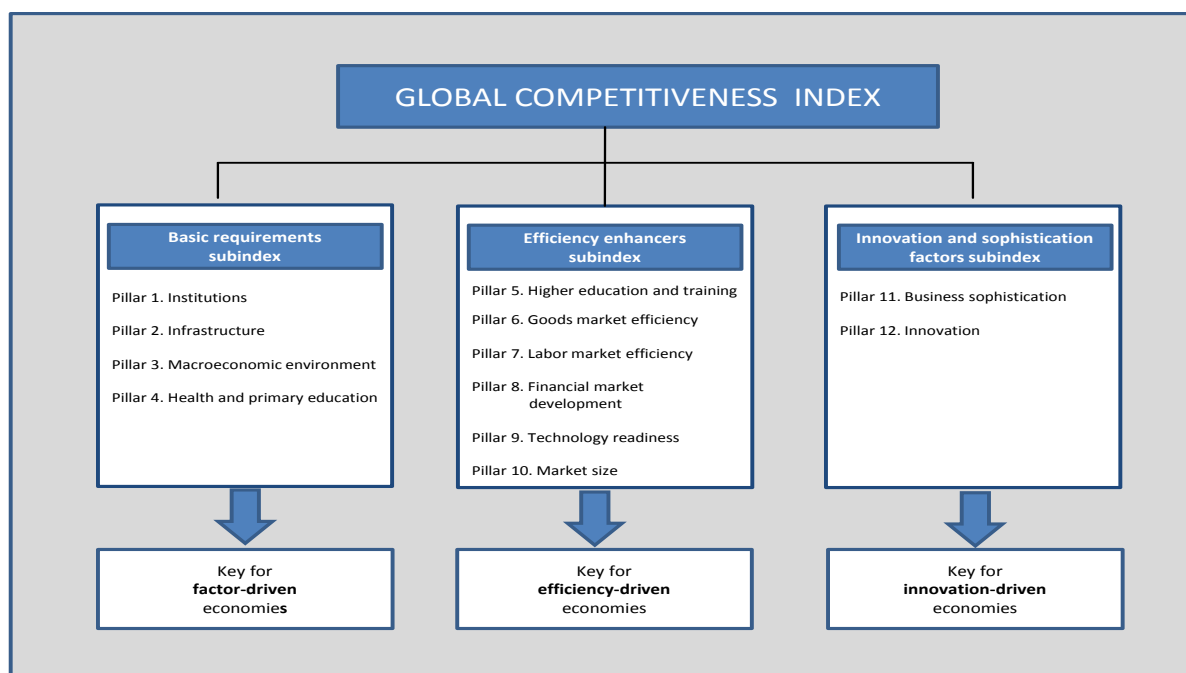 GLOBAL COMPETITIVENESS INDEX
Basic requirements
subindex
Pillar 1. Institutions
Pillar 2. Infrastructure
Pillar 3. Macroeconomic environment
Pillar 4. Health and primary education
Key for
factor-driven
economies
Efficiency enhancers
subindex
Pillar 5. Higher education and training
Pillar 6. Goods market efficiency
Pillar 7. Labor market efficiency
Pillar 8. Financial market
development
Pillar 9. Technology readiness
Pillar 10. Market size
Key for
efficiency-driven
economies
Innovation and sophistication
factors subindex
Pillar 11. Business sophistication
Pillar 12. Innovation
Key for
innovation-driven
economies